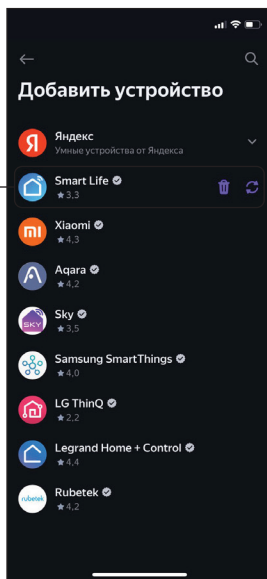 Добавить устройство
Я
Яндекс
Умные устройства от Яндекса
Smart Life
★3,3
mi
Xiaomi
★4,3
Aqara
★4,2
SKY
Sky
★3,5
Samsung SmartThings
★4,0
LG ThinQ
★2,2
Legrand Home + Control
★4,4
rubetek
Rubetek
★4,2